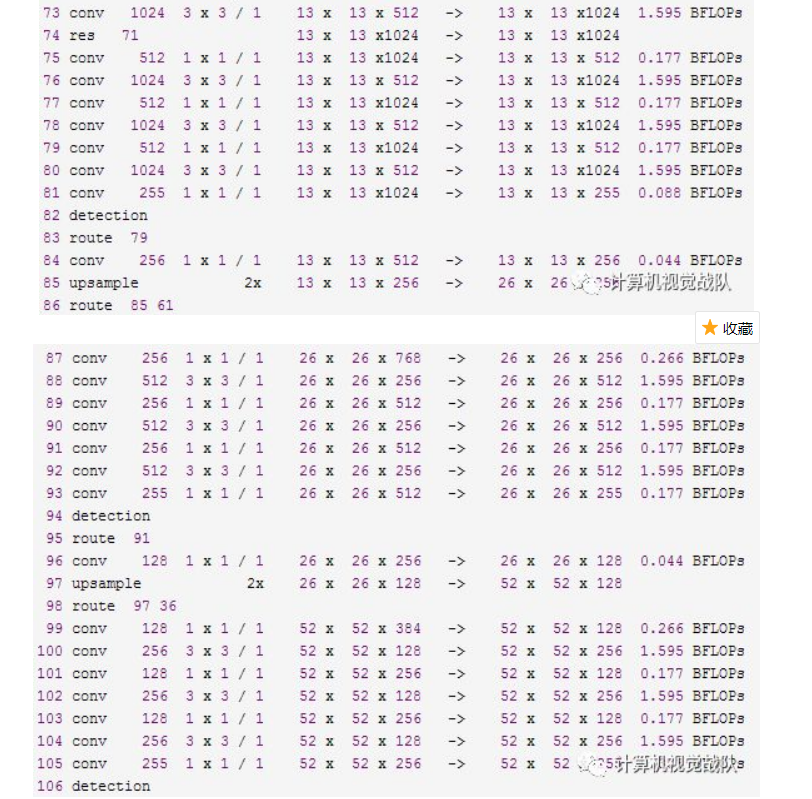 73 conv 1024 3 x 3 / 1 13 x 13 x 512 -> 13 x 13 x1024 1.595 BFLOPs
74 res 71 13 x 13 x1024 -> 13 x 13 x1024
75 conv 512 1 x 1 / 1 13 x 13 x1024 -> 13 x 13 x 512 0.177 BFLOPs
76 conv 1024 3 x 3 / 1 13 x 13 x 512 -> 13 x 13 x1024 1.595 BFLOPs
77 conv 512 1 x 1 / 1 13 x 13 x1024 -> 13 x 13 x 512 0.177 BFLOPs
78 conv 1024 3 x 3 / 1 13 x 13 x 512 -> 13 x 13 x1024 1.595 BFLOPs
79 conv 512 1 x 1 / 1 13 x 13 x1024 -> 13 x 13 x 512 0.177 BFLOPs
80 conv 1024 3 x 3 / 1 13 x 13 x 512 -> 13 x 13 x1024 1.595 BFLOPs
81 conv 255 1 x 1 / 1 13 x 13 x1024 -> 13 x 13 x 255 0.088 BFLOPs
82 detection
83 route 79
84 conv 256 1 x 1 / 1 13 x 13 x 512 -> 13 x 13 x 256 0.044 BFLOPs
85 upsample 2x 13 x 13 x 256 -> 26 x 26 计算机视觉战队
86 route 85 61
收藏
87 conv 256 1 x 1 / 1 26 x 26 x 768 -> 26 x 26 x 256 0.266 BFLOPs
88 conv 512 3 x 3 / 1 26 x 26 x 256 -> 26 x 26 x 512 1.595 BFLOPs
89 conv 256 1 x 1 / 1 26 x 26 x 512 -> 26 x 26 x 256 0.177 BFLOPs
90 conv 512 3 x 3 / 1 26 x 26 x 256 -> 26 x 26 x 512 1.595 BFLOPs
91 conv 256 1 x 1 / 1 26 x 26 x 512 -> 26 x 26 x 256 0.177 BFLOPs
92 conv 512 3 x 3 / 1 26 x 26 x 256 -> 26 x 26 x 512 1.595 BFLOPs
93 conv 255 1 x 1 / 1 26 x 26 x 512 -> 26 x 26 x 255 0.177 BFLOPs
94 detection
95 route 91
96 conv 128 1 x 1 / 1 26 x 26 x 256 -> 26 x 26 x 128 0.044 BFLOPs
97 upsample 2x 26 x 26 x 128 -> 52 x 52 x 128
98 route 97 36
99 conv 128 1 x 1 / 1 52 x 52 x 384 -> 52 x 52 x 128 0.266 BFLOPs
100 conv 256 3 x 3 / 1 52 x 52 x 128 -> 52 x 52 x 256 1.595 BFLOPs
101 conv 128 1 x 1 / 1 52 x 52 x 256 -> 52 x 52 x 128 0.177 BFLOPs
102 conv 256 3 x 3 / 1 52 x 52 x 128 -> 52 x 52 x 256 1.595 BFLOPs
103 conv 128 1 x 1 / 1 52 x 52 x 256 -> 52 x 52 x 128 0.177 BFLOPs
104 conv 256 3 x 3 / 1 52 x 52 x 128 -> 52 x 52 x 256 1.595 BFLOPs
105 conv 255 1 x 1 / 1 52 x 52 x 256 -> 52 x 52 计算机视觉战队
106 detection